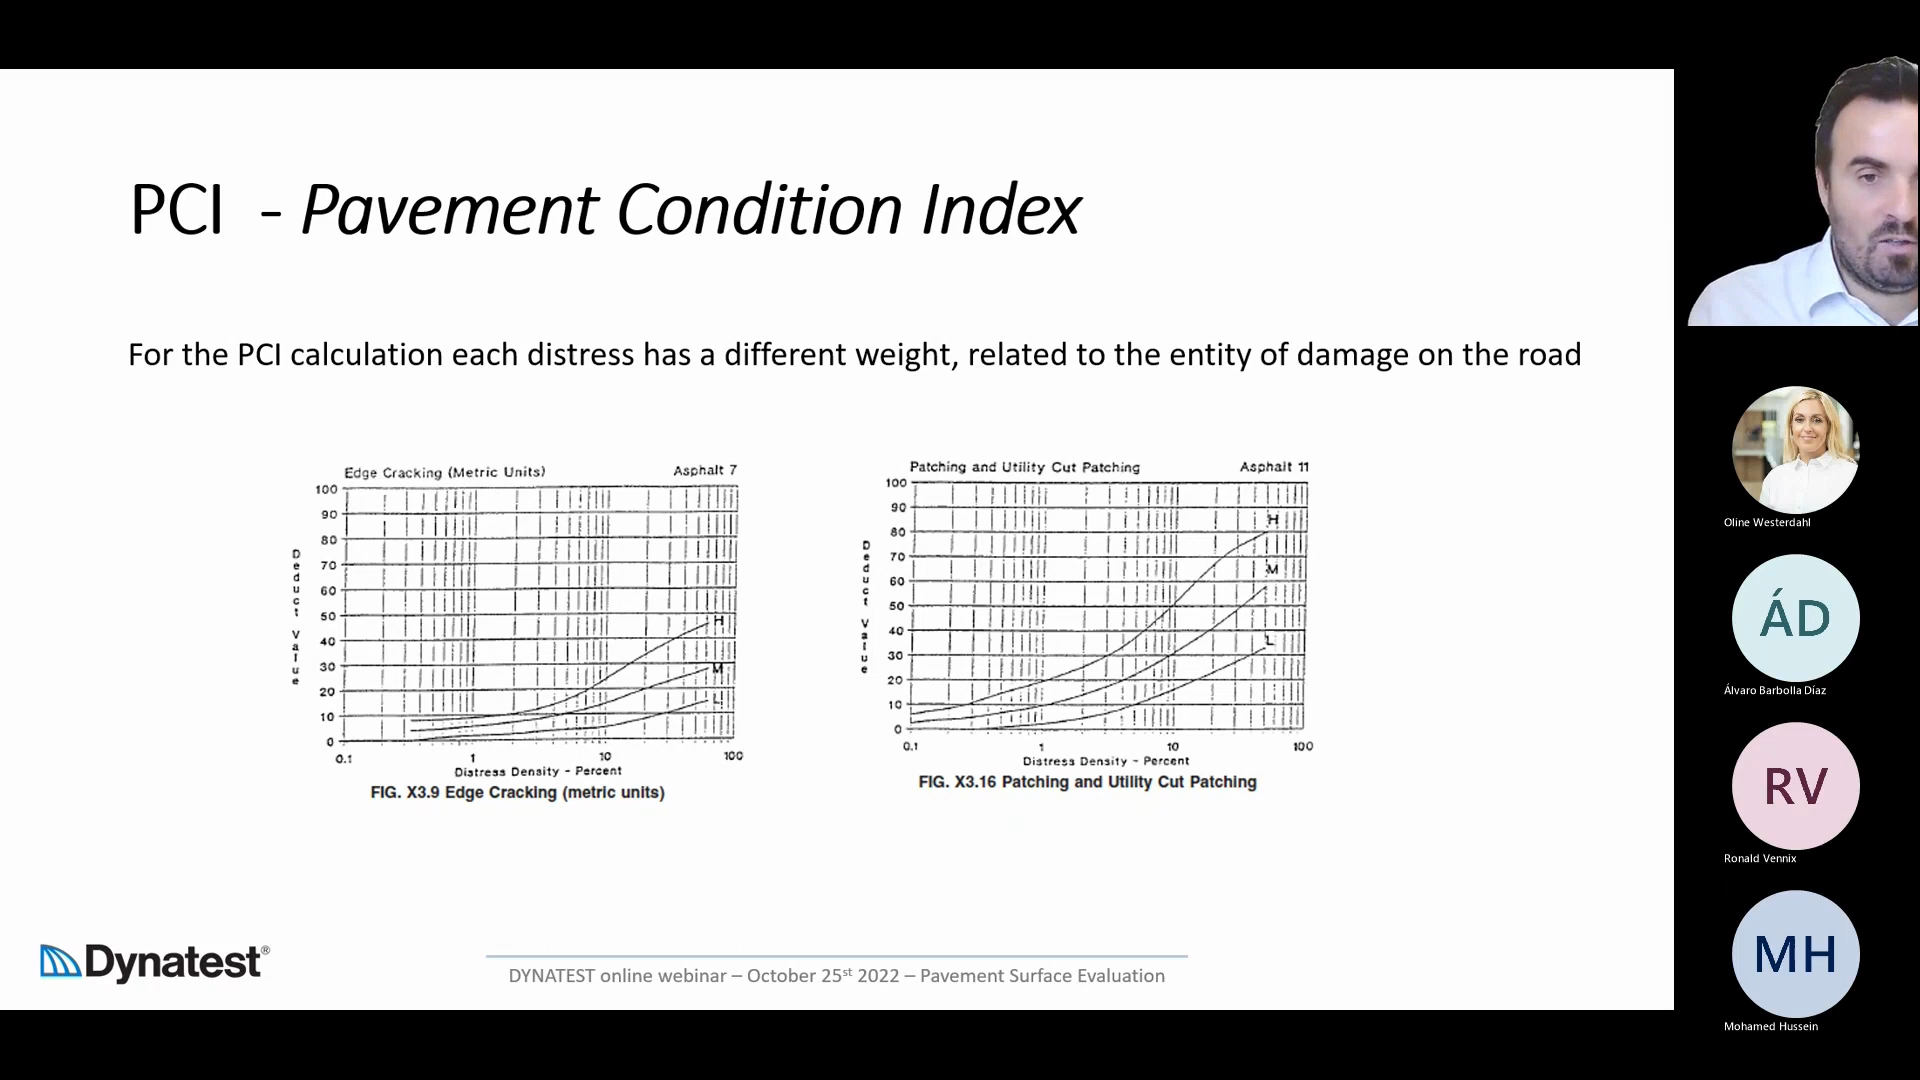 PCI - Pavement Condition Index
For the PCI calculation each distress has a different weight, related to the entity of damage on the road
Edge Cracking (Metric Units) Asphalt 7
100
90
80
70
60
50
40
30
20
10
0
Deduct Value
H
M
L
0.1 1 10 100
Distress Density - Percent
FIG. X3.9 Edge Cracking (metric units)
Patching and Utility Cut Patching Asphalt 11
100
90
80
70
60
50
40
30
20
10
0
Deduct Value
H
M
L
0.1 1 10 100
Distress Density - Percent
FIG. X3.16 Patching and Utility Cut Patching
Dynatest®
DYNATEST online webinar – October 25st 2022 – Pavement Surface Evaluation
Oline Westerdahl
ÁD
Álvaro Barbolla Díaz
RV
Ronald Vennix
MH
Mohamed Hussein